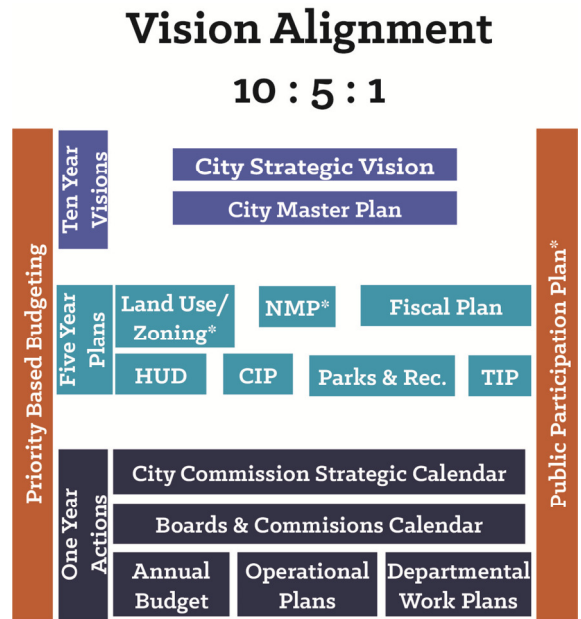 Vision Alignment
10 : 5 : 1
Priority Based Budgeting
Ten Year
Visions
City Strategic Vision
City Master Plan
Five Year
Plans
Land Use/
Zoning*
NMP*
Fiscal Plan
HUD
CIP
Parks & Rec.
TIP
One Year
Actions
City Commission Strategic Calendar
Boards & Commisions Calendar
Annual
Budget
Operational
Plans
Departmental
Work Plans
Public Participation Plan*